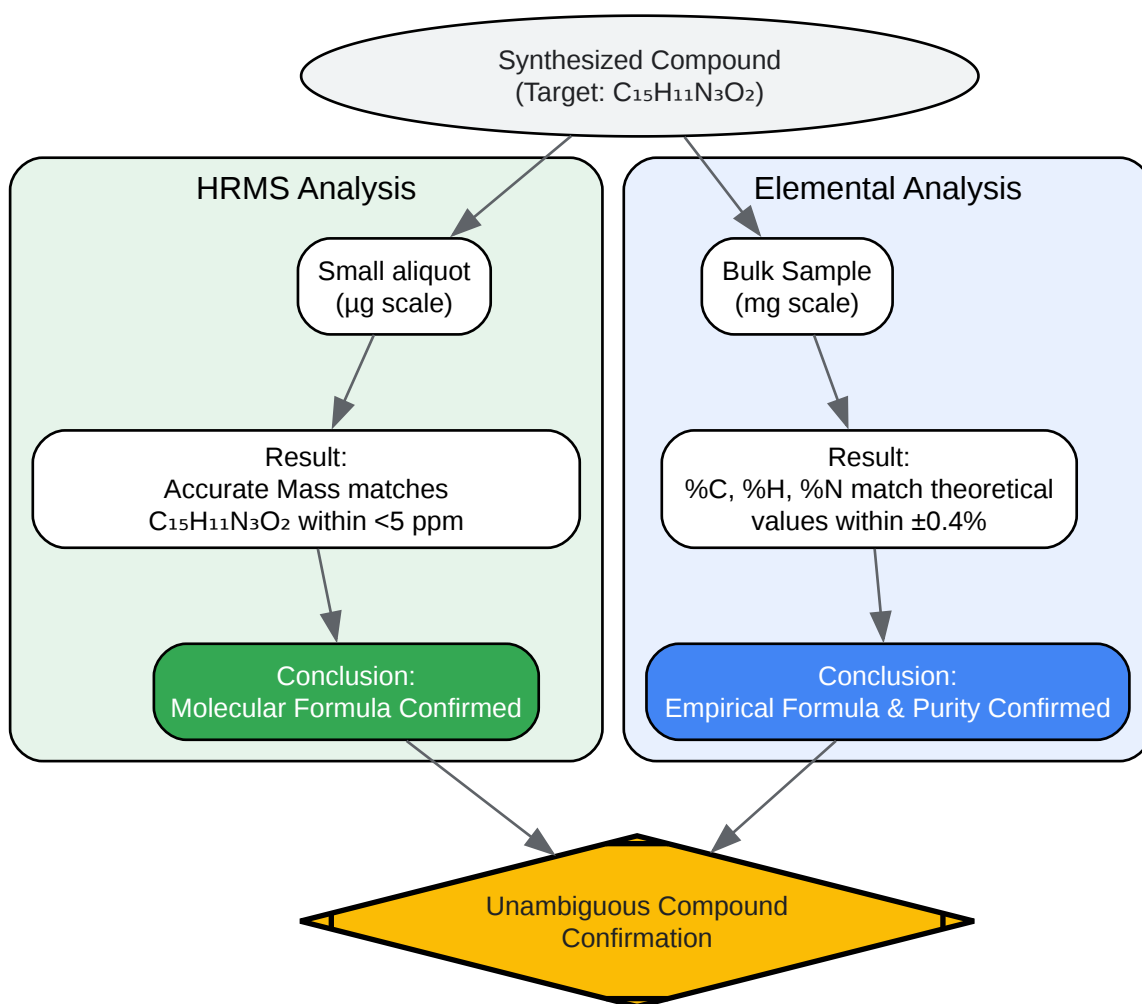 Synthesized Compound
(Target: C₁₅H₁₁N₃O₂)
HRMS Analysis
Small aliquot
(µg scale)
Result:
Accurate Mass matches
C₁₅H₁₁N₃O₂ within <5 ppm
Conclusion:
Molecular Formula Confirmed
Elemental Analysis
Bulk Sample
(mg scale)
Result:
%C, %H, %N match theoretical
values within ±0.4%
Conclusion:
Empirical Formula & Purity Confirmed
Unambiguous Compound
Confirmation